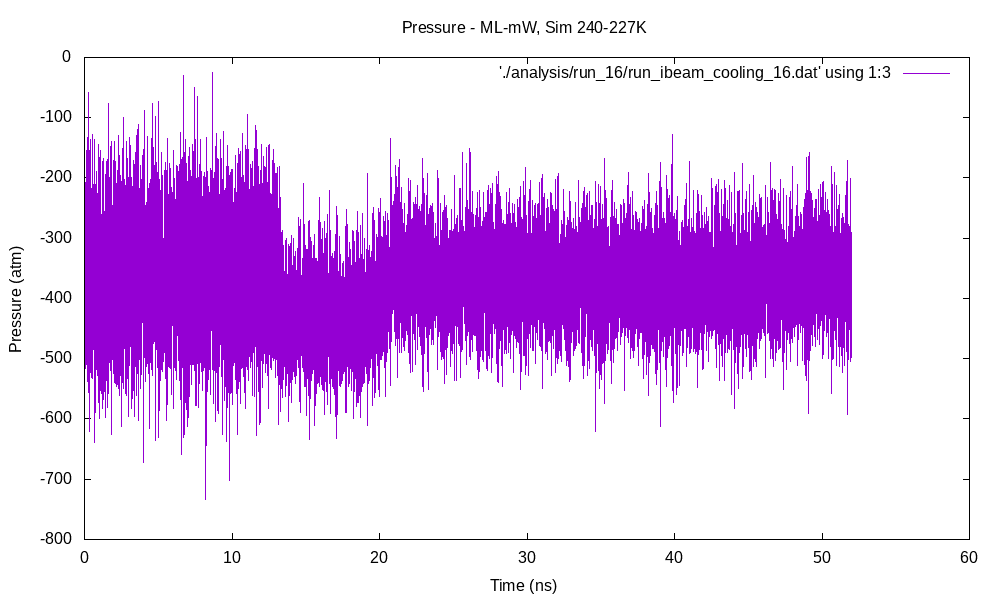 Pressure - ML-mW, Sim 240-227K
'./analysis/run_16/run_ibeam_cooling_16.dat' using 1:3
0
-100
-200
-300
-400
-500
-600
-700
-800
Pressure (atm)
0 10 20 30 40 50 60
Time (ns)